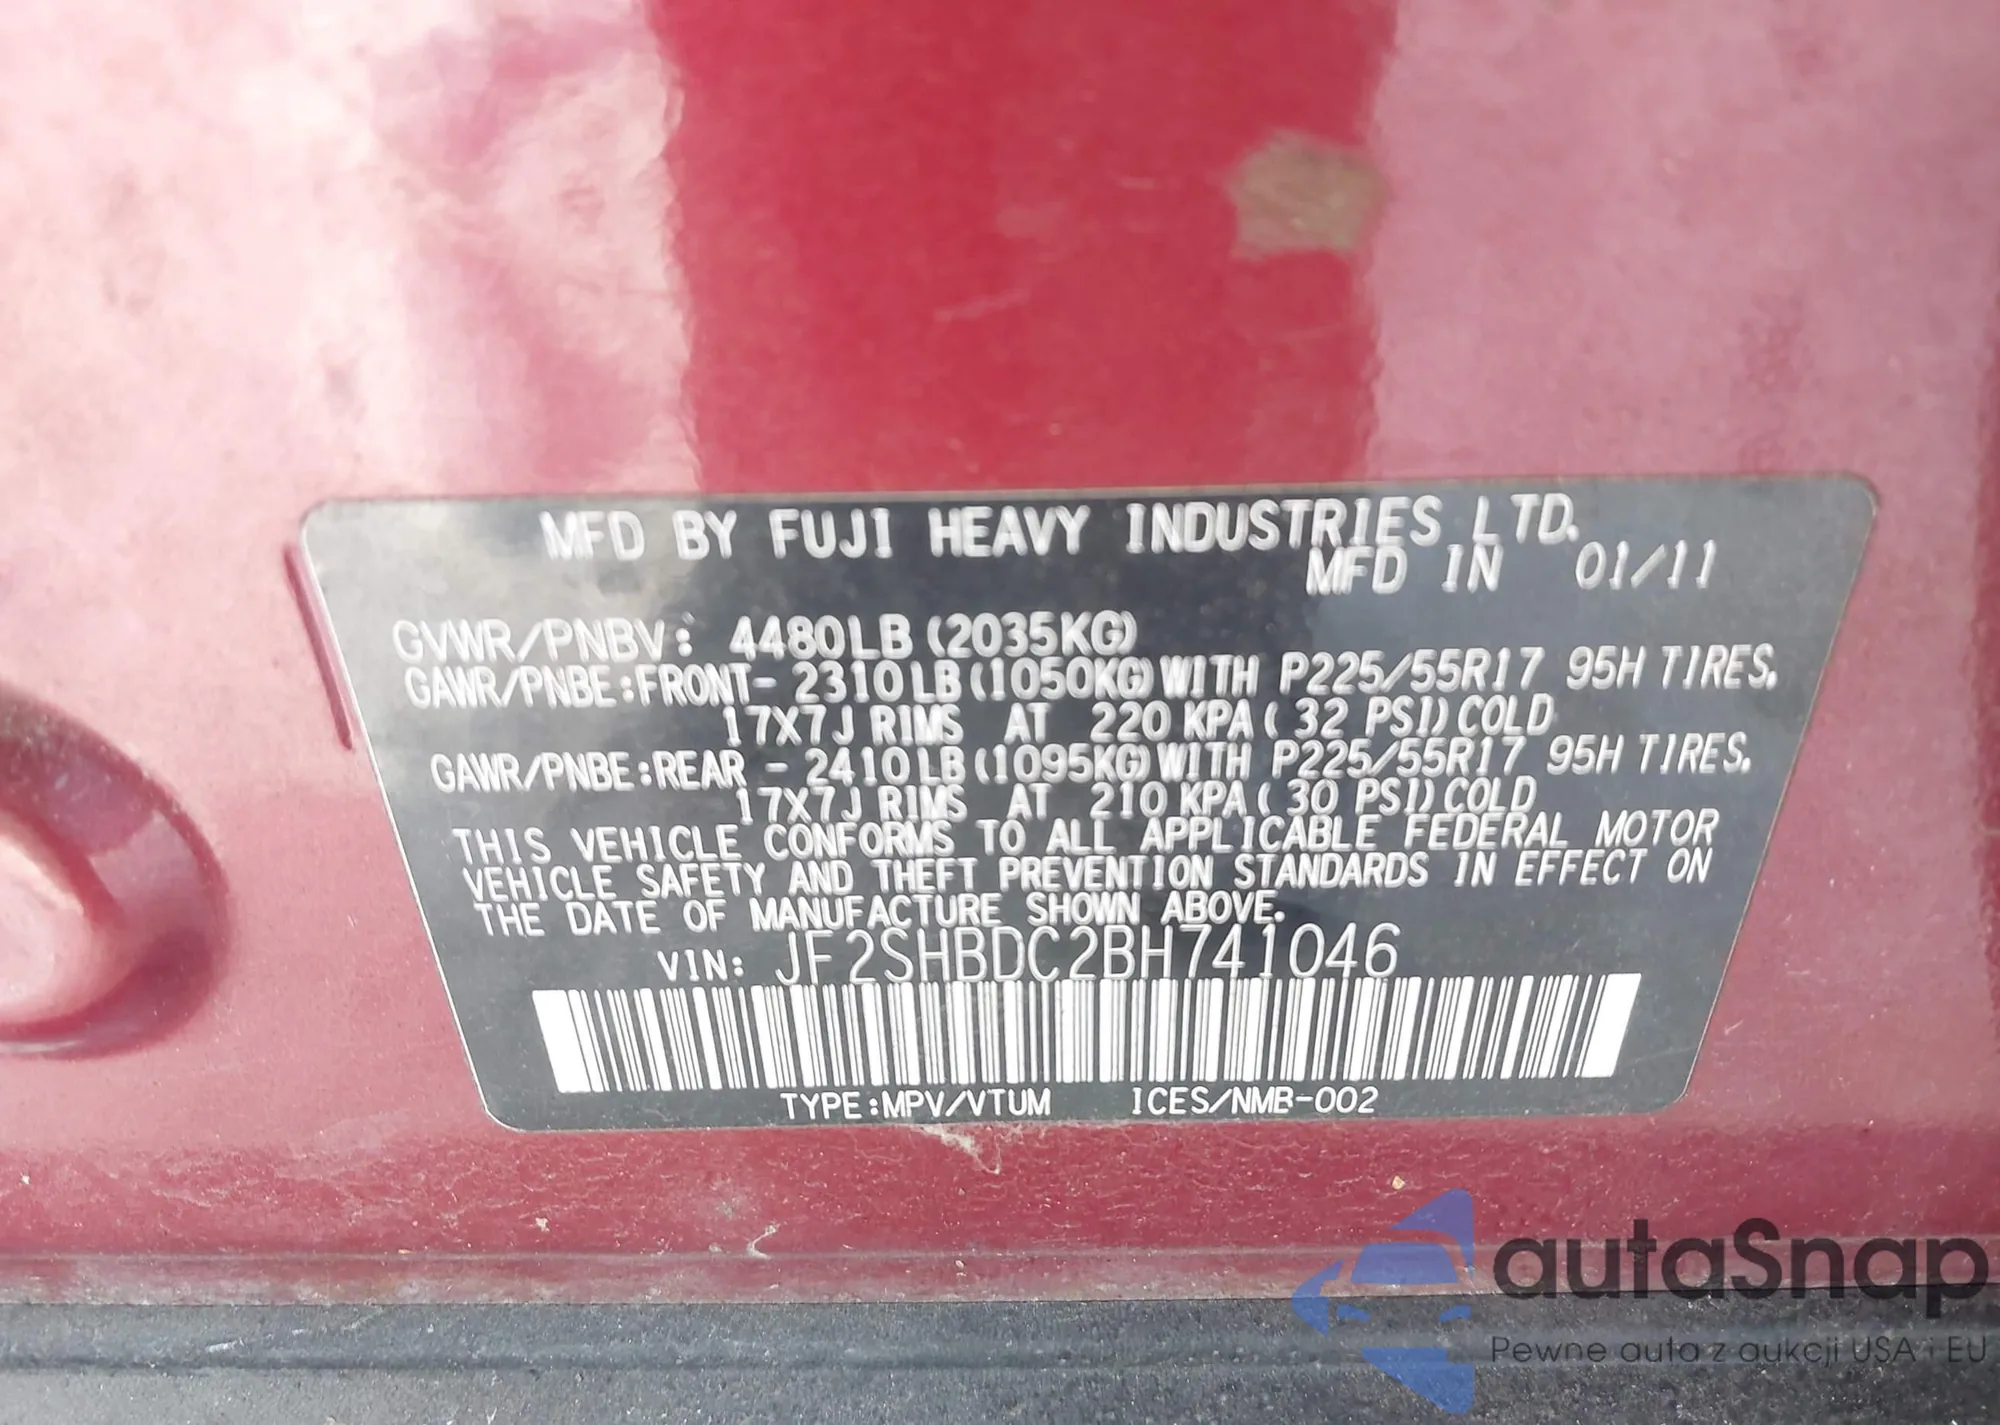 MFD BY FUJI HEAVY INDUSTRIES LTD.
MFD IN 01/11
GVWR/PNBV: 4480LB (2035KG)
GAWR/PNBE:FRONT- 2310LB (1050KG) WITH P225/55R17 95H TIRES.
17X7J RIMS AT 220 KPA ( 32 PSI) COLD
GAWR/PNBE:REAR - 2410LB (1095KG) WITH P225/55R17 95H TIRES.
17X7J RIMS AT 210 KPA ( 30 PSI) COLD
THIS VEHICLE CONFORMS TO ALL APPLICABLE FEDERAL MOTOR
VEHICLE SAFETY AND THEFT PREVENTION STANDARDS IN EFFECT ON
THE DATE OF MANUFACTURE SHOWN ABOVE.
VIN: JF2SHBDC2BH741046
TYPE:MPV/VTUM ICES/NMB-002
autaSnap
Pewne auta z aukcji USA i EU